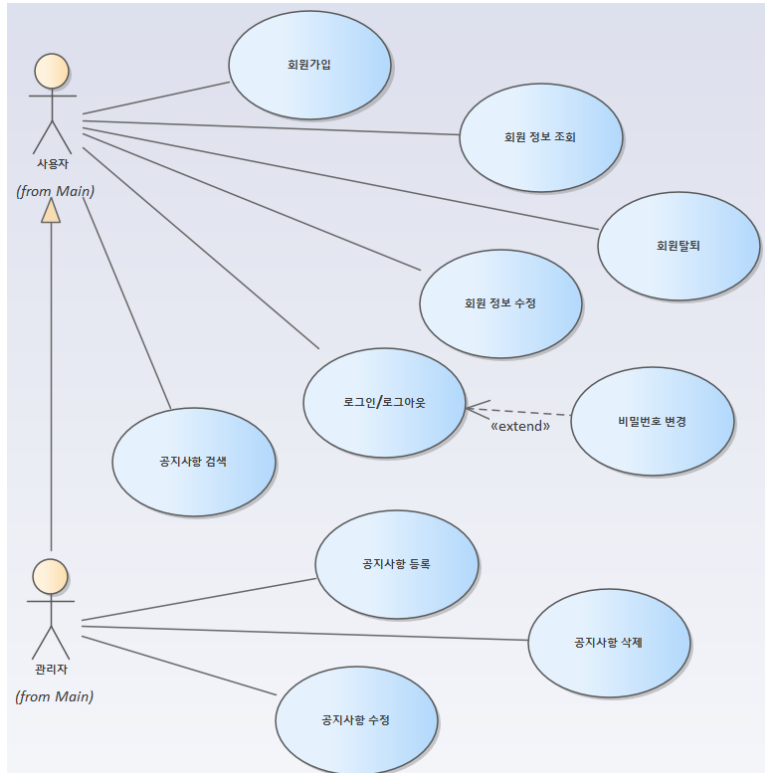 회원가입
회원 정보 조회
사용자
(from Main)
회원탈퇴
회원 정보 수정
로그인/로그아웃
«extend»
비밀번호 변경
공지사항 검색
공지사항 등록
공지사항 삭제
관리자
(from Main)
공지사항 수정